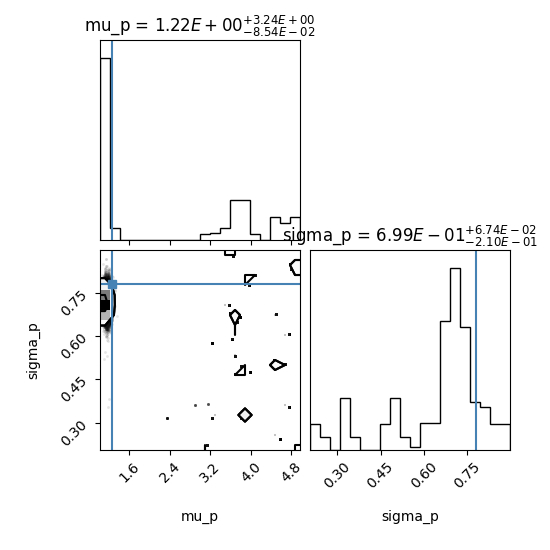 mu_p = 1.22E+00+3.24E+00−8.54E−02
sigma_p = 6.99E−01+6.74E−02−2.10E−01
0.75
0.60
0.45
0.30
sigma_p
1.6 2.4 3.2 4.0 4.8
mu_p
0.30 0.45 0.60 0.75
sigma_p